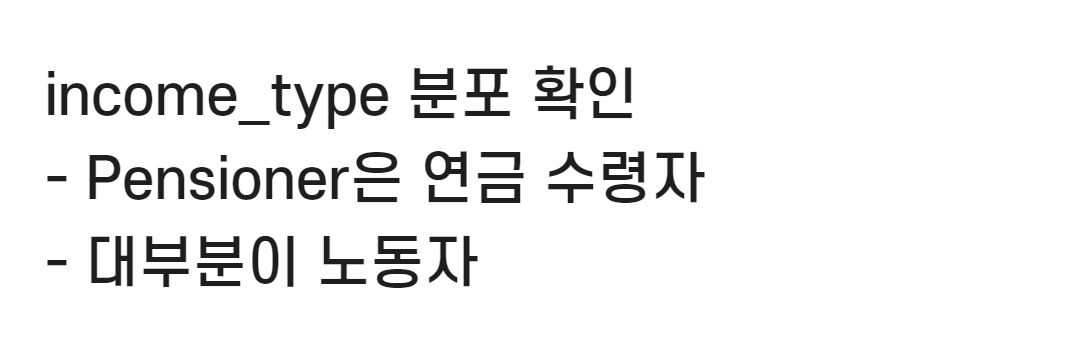 income_type 분포 확인
- Pensioner은 연금 수령자
- 대부분이 노동자